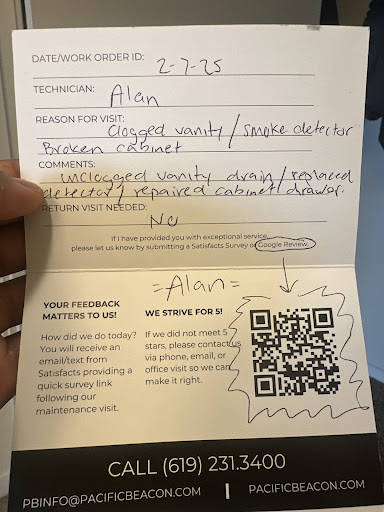 DATE/WORK ORDER ID: 2-7-25
TECHNICIAN: Alan
REASON FOR VISIT: Clogged vanity / smoke detector
Broken cabinet
COMMENTS: unclogged vanity drain / replaced
detector / repaired cabinet drawer.
RETURN VISIT NEEDED: No
If I have provided you with exceptional service,
please let us know by submitting a Satisfacts Survey or Google Review.
=Alan=
YOUR FEEDBACK
MATTERS TO US!
How did we do today?
You will receive an
email/text from
Satisfacts providing a
quick survey link
following our
maintenance visit.
WE STRIVE FOR 5!
If we did not meet 5
stars, please contact us
via phone, email, or
office visit so we can
make it right.
CALL (619) 231.3400
PBINFO@PACIFICBEACON.COM | PACIFICBEACON.COM